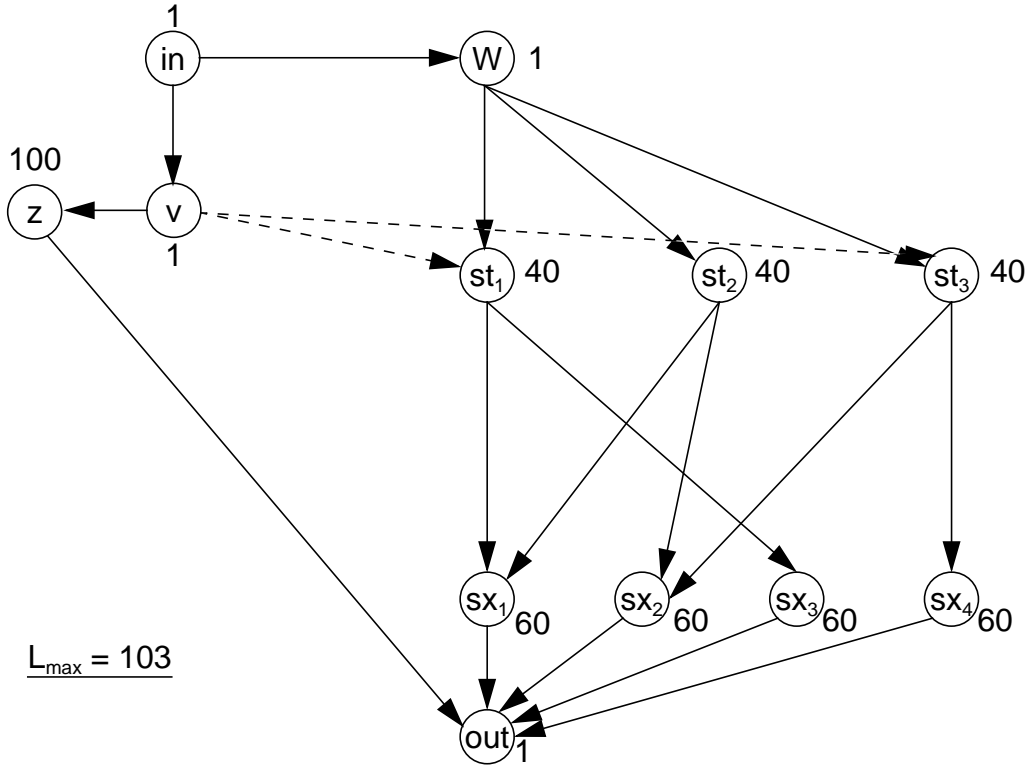 1
in
W 1
100
z
v
1
st₁ 40
st₂ 40
st₃ 40
sx₁ 60
sx₂ 60
sx₃ 60
sx₄ 60
Lₘₐₓ = 103
out 1